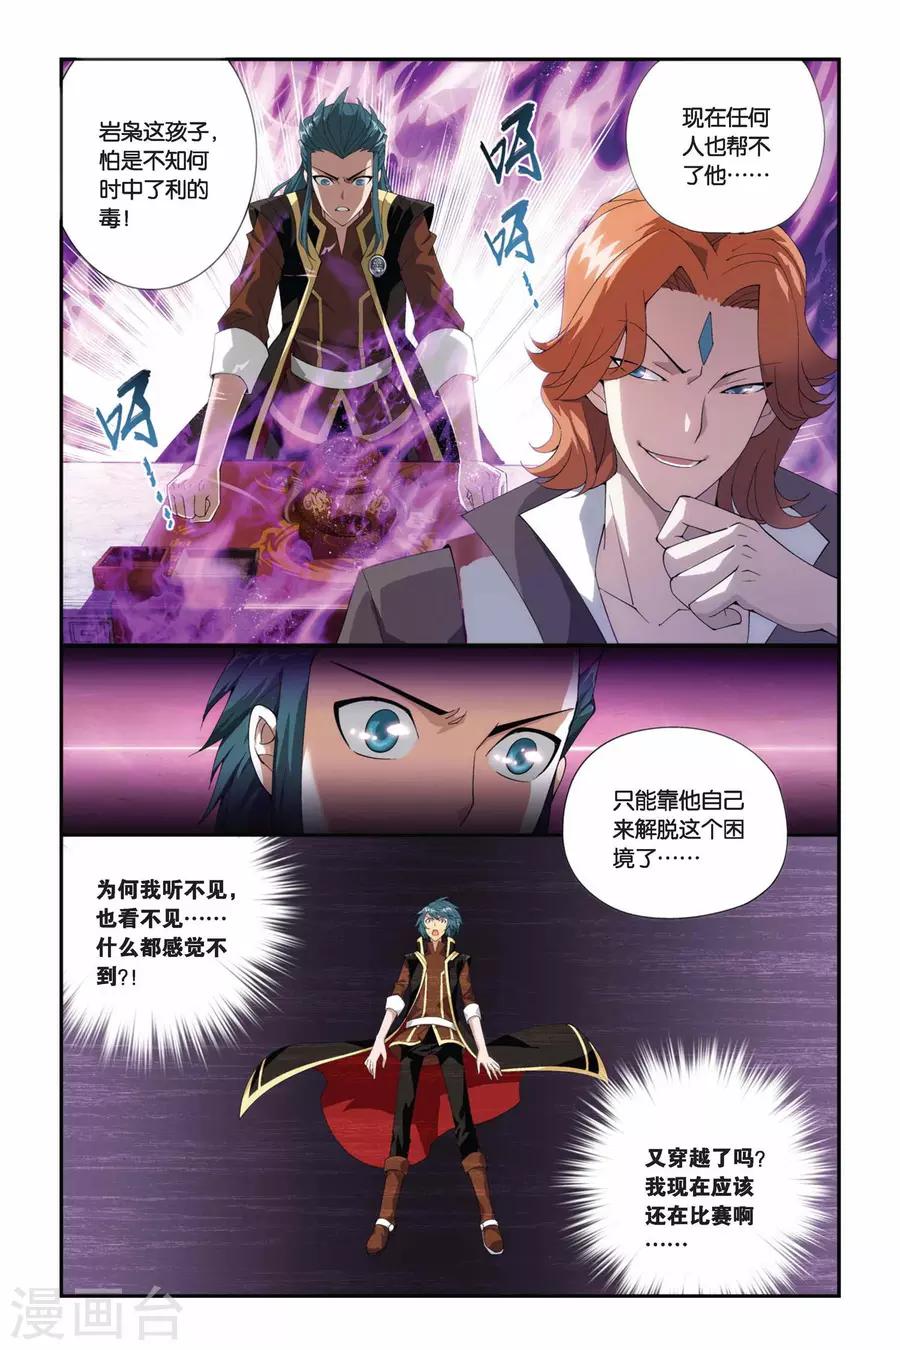 岩枭这孩子，
怕是不知何
时中了利的
毒！
现在任何
人也帮不
了他……
呜
呜
呜
只能靠他自己
来解脱这个困
境了……
为何我听不见，
也看不见……
什么都感觉不
到?!
又穿越了吗?
我现在应该
还在比赛啊
……
漫画台